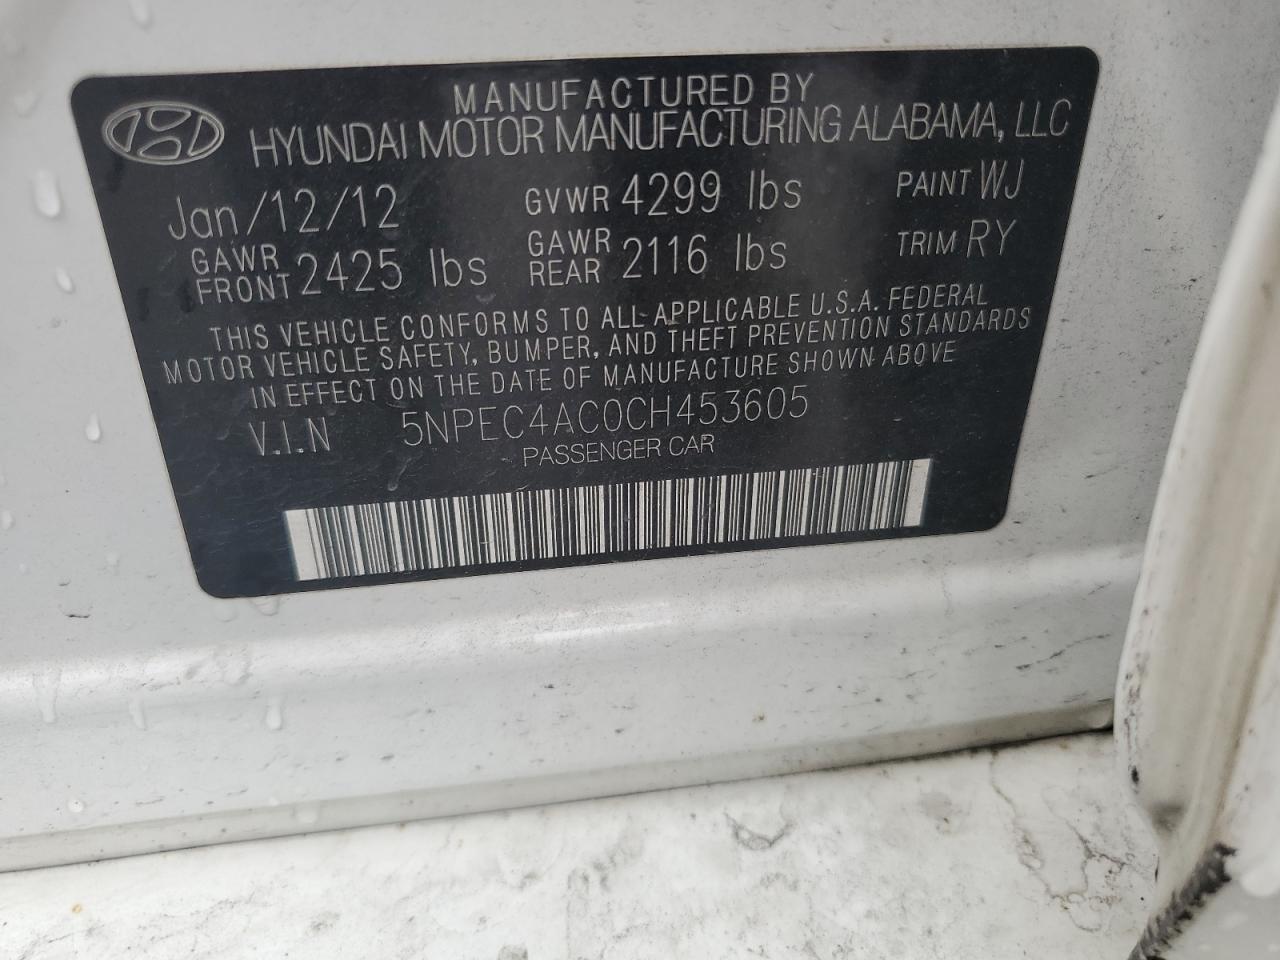 MANUFACTURED BY
HYUNDAI MOTOR MANUFACTURING ALABAMA, LLC
Jan/12/12 GVWR 4299 lbs PAINT WJ
GAWR FRONT 2425 lbs GAWR REAR 2116 lbs TRIM RY
THIS VEHICLE CONFORMS TO ALL APPLICABLE U.S.A. FEDERAL
MOTOR VEHICLE SAFETY, BUMPER, AND THEFT PREVENTION STANDARDS
IN EFFECT ON THE DATE OF MANUFACTURE SHOWN ABOVE
V.I.N 5NPEC4AC0CH453605
PASSENGER CAR